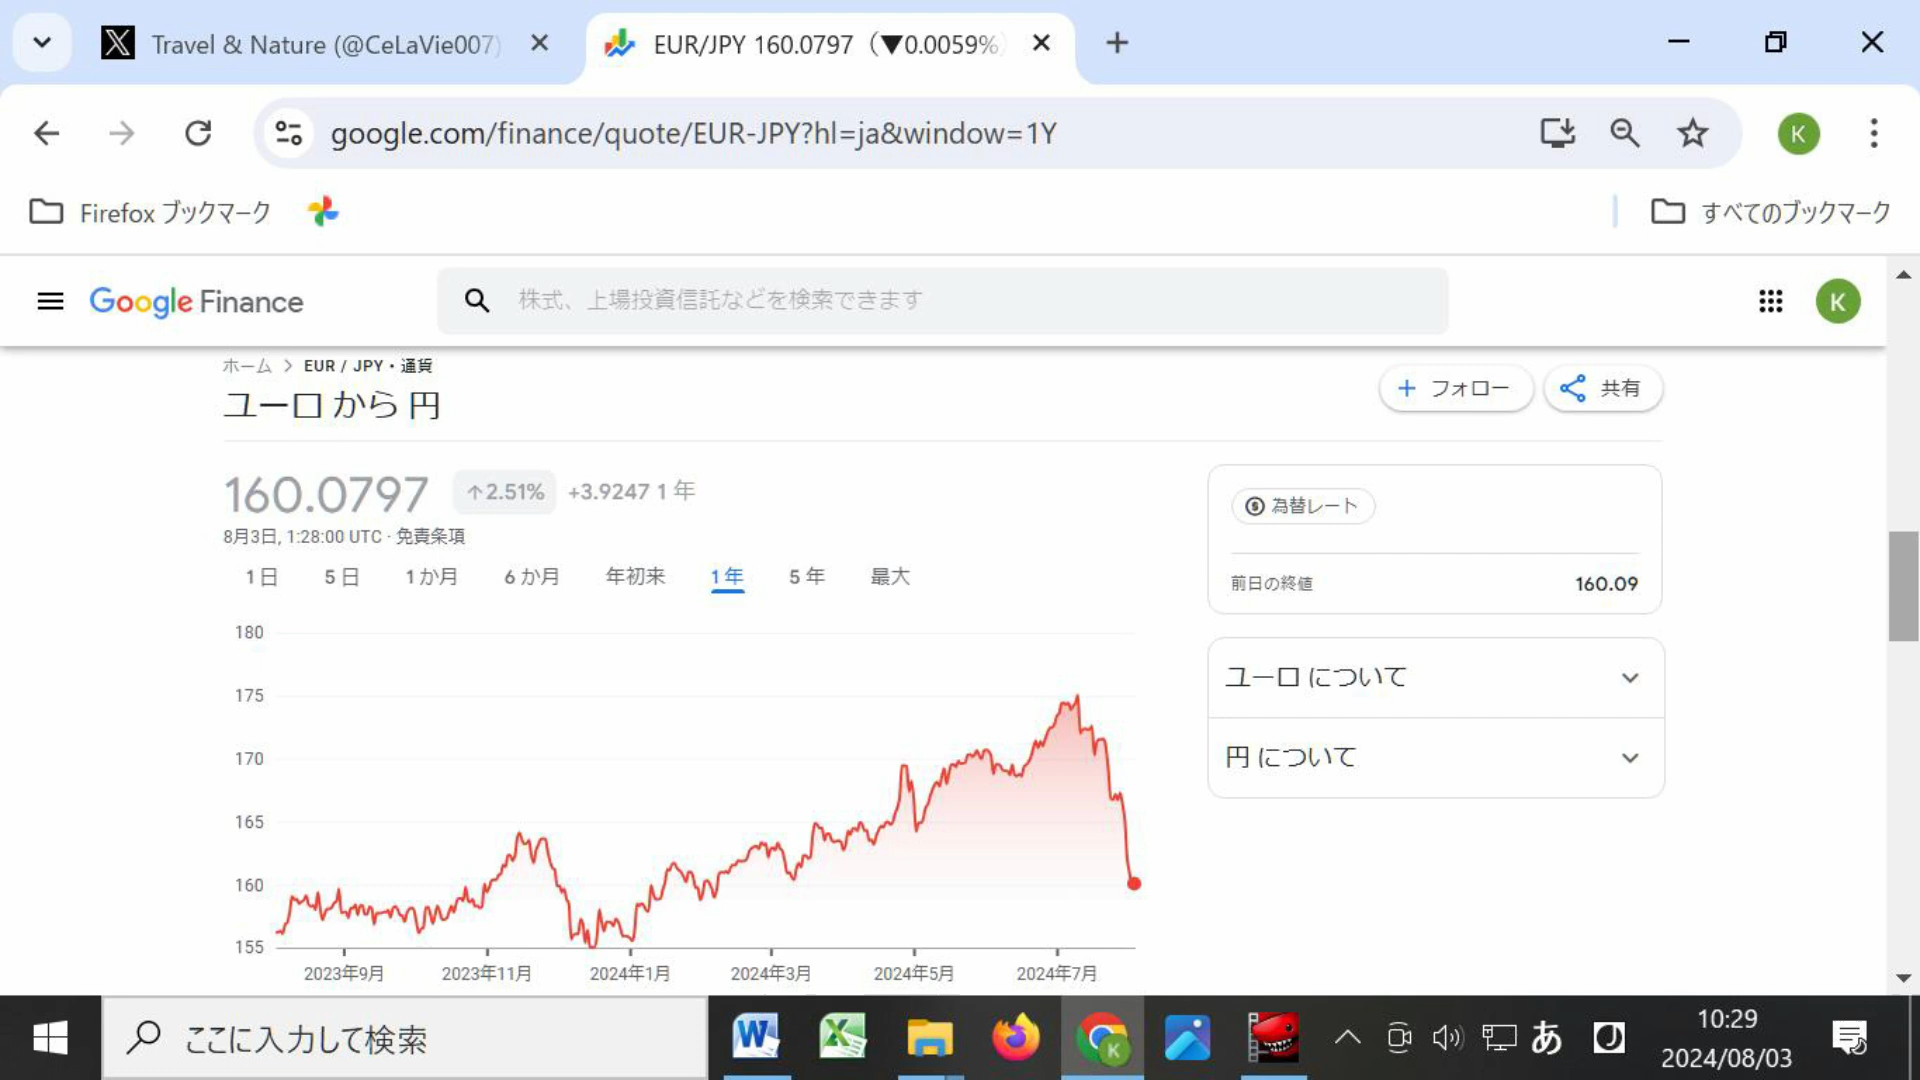 Travel & Nature (@CeLaVie007)
EUR/JPY 160.0797（▼0.0059%
google.com/finance/quote/EUR-JPY?hl=ja&window=1Y
K
Firefox ブックマーク
すべてのブックマーク
Google Finance
株式、上場投資信託などを検索できます
K
ホーム > EUR / JPY・通貨
ユーロ から 円
+ フォロー
共有
160.0797
↑2.51%
+3.9247 1 年
8月3日, 1:28:00 UTC · 免責条項
1日 5日 1か月 6か月 年初来 1年 5年 最大
為替レート
前日の終値 160.09
ユーロ について
円 について
180
175
170
165
160
155
2023年9月 2023年11月 2024年1月 2024年3月 2024年5月 2024年7月
ここに入力して検索
W
X
K
あ
J
10:29
2024/08/03